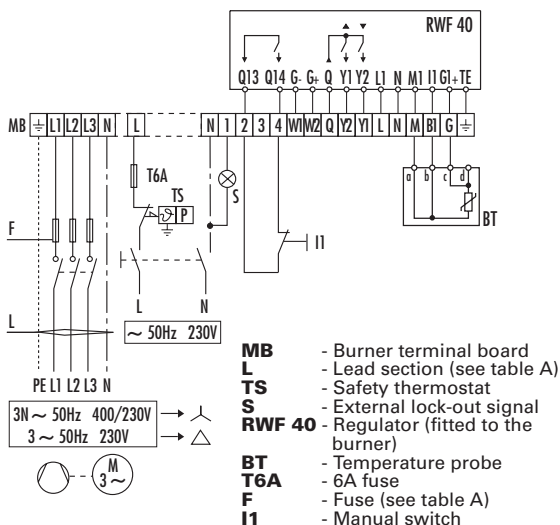 RWF 40
Q13 Q14 G- G+ Q Y1 Y2 L1 N M1 I1 G1+ TE
MB L1 L2 L3 N L N 1 2 3 4 W1 W2 Q Y2 Y1 L N M B1 G
T6A
TS
S
ϑ P
a b c d
BT
F
I1
L N
L
~ 50Hz 230V
PE L1 L2 L3 N
3N ~ 50Hz 400/230V
3 ~ 50Hz 230V
M
3 ~
MB - Burner terminal board
L - Lead section (see table A)
TS - Safety thermostat
S - External lock-out signal
RWF 40 - Regulator (fitted to the
burner)
BT - Temperature probe
T6A - 6A fuse
F - Fuse (see table A)
I1 - Manual switch